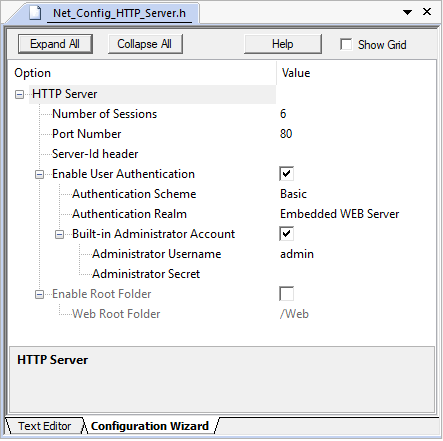 Net_Config_HTTP_Server.h
Expand All Collapse All Help Show Grid
Option Value
HTTP Server
Number of Sessions 6
Port Number 80
Server-Id header
Enable User Authentication
Authentication Scheme Basic
Authentication Realm Embedded WEB Server
Built-in Administrator Account
Administrator Username admin
Administrator Secret
Enable Root Folder
Web Root Folder /Web
HTTP Server
Text Editor Configuration Wizard